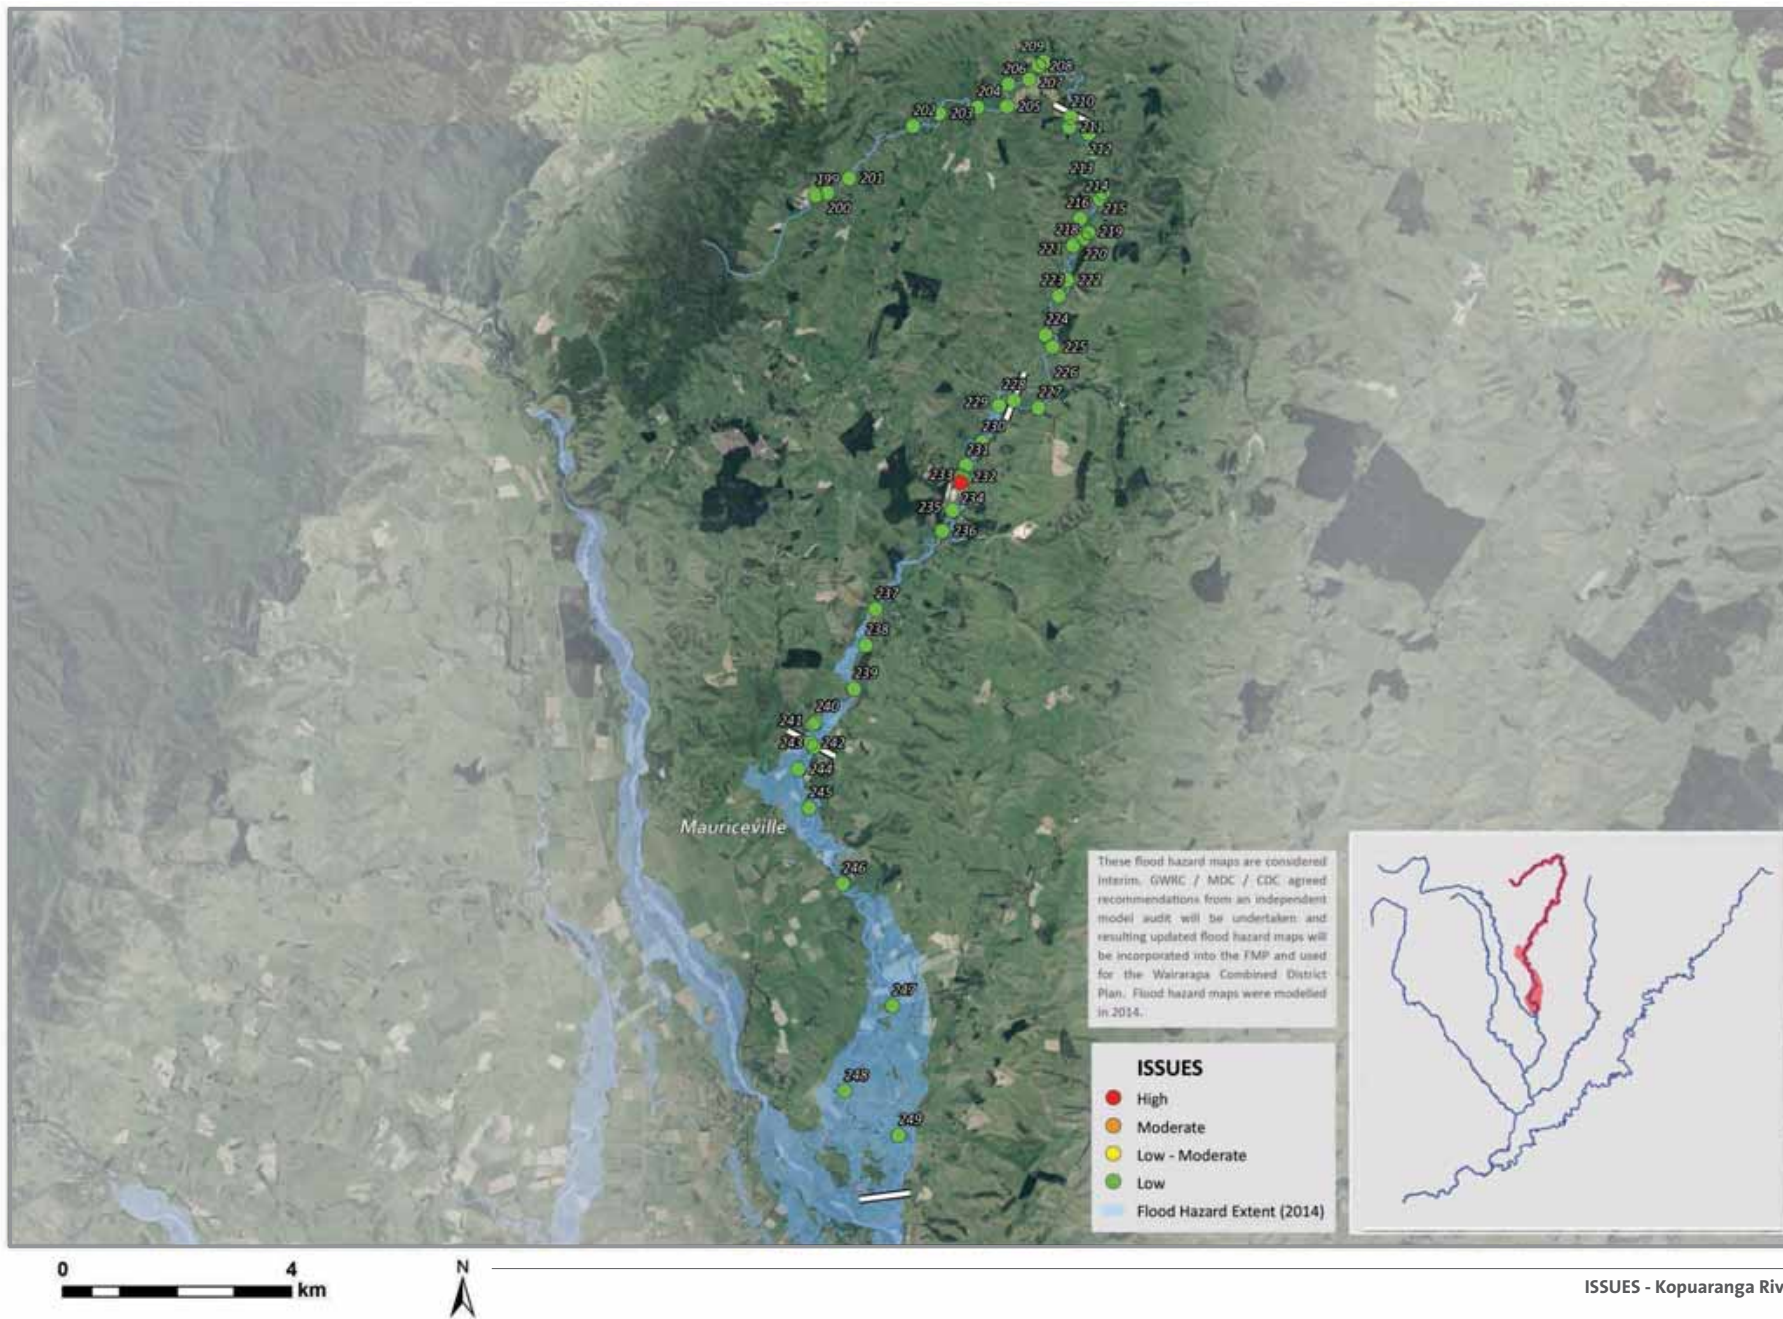 209
208
206
207
204
210
202
203
205
211
212
213
199
201
214
200
216
215
218
219
221
220
223
222
224
225
226
228
227
229
230
231
233
232
234
235
236
237
238
239
240
241
243
242
244
245
Mauriceville
246
247
248
249
These flood hazard maps are considered
interim. GWRC / MDC / CDC agreed
recommendations from an independent
model audit will be undertaken and
resulting updated flood hazard maps will
be incorporated into the FMP and used
for the Wairarapa Combined District
Plan. Flood hazard maps were modelled
in 2014.
ISSUES
High
Moderate
Low - Moderate
Low
Flood Hazard Extent (2014)
0 4
km
N
ISSUES - Kopuaranga Riv